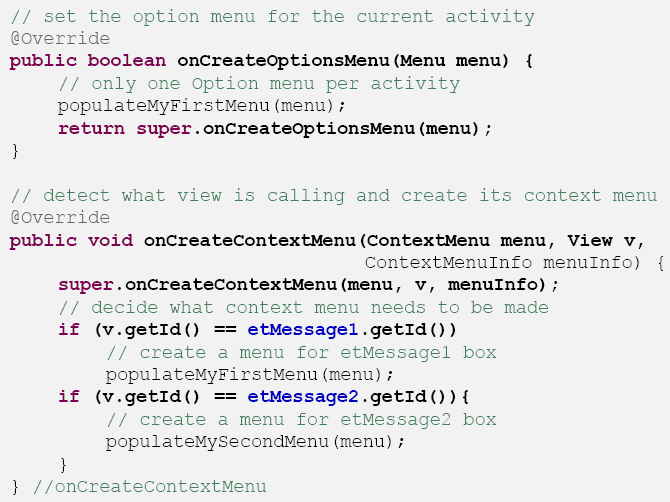 // set the option menu for the current activity
@Override
public boolean onCreateOptionsMenu(Menu menu) {
// only one Option menu per activity
populateMyFirstMenu(menu);
return super.onCreateOptionsMenu(menu);
}
// detect what view is calling and create its context menu
@Override
public void onCreateContextMenu(ContextMenu menu, View v,
ContextMenuInfo menuInfo) {
super.onCreateContextMenu(menu, v, menuInfo);
// decide what context menu needs to be made
if (v.getId() == etMessage1.getId())
// create a menu for etMessage1 box
populateMyFirstMenu(menu);
if (v.getId() == etMessage2.getId()){
// create a menu for etMessage2 box
populateMySecondMenu(menu);
}
} //onCreateContextMenu